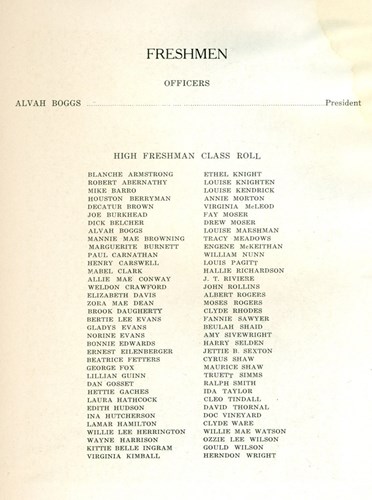 FRESHMEN
OFFICERS
ALVAH BOGGS President
HIGH FRESHMAN CLASS ROLL
BLANCHE ARMSTRONG
ROBERT ABERNATHY
MIKE BARRO
HOUSTON BERRYMAN
DECATUR BROWN
JOE BURKHEAD
DICK BELCHER
ALVAH BOGGS
MANNIE MAE BROWNING
MARGUERITE BURNETT
PAUL CARNATHAN
HENRY CARSWELL
MABEL CLARK
ALLIE MAE CONWAY
WELDON CRAWFORD
ELIZABETH DAVIS
ZORA MAE DEAN
BROOK DAUGHERTY
BERTIE LEE EVANS
GLADYS EVANS
NORINE EVANS
BONNIE EDWARDS
ERNEST EILENBERGER
BEATRICE FETTERS
GEORGE FOX
LILLIAN GUINN
DAN GOSSET
HETTIE GACHES
LAURA HATHCOCK
EDITH HUDSON
INA HUTCHERSON
LAMAR HAMILTON
WILLIE LEE HERRINGTON
WAYNE HARRISON
KITTIE BELLE INGRAM
VIRGINIA KIMBALL
ETHEL KNIGHT
LOUISE KNIGHTEN
LOUISE KENDRICK
ANNIE MORTON
VIRGINIA McLEOD
FAY MOSER
DREW MOSER
LOUISE MARSHMAN
TRACY MEADOWS
ENGENE McKEITHAN
WILLIAM NUNN
LOUIS PAGITT
HALLIE RICHARDSON
J. T. RIVIERE
JOHN ROLLINS
ALBERT ROGERS
MOSES ROGERS
CLYDE RHODES
FANNIE SAWYER
BEULAH SHAID
AMY SIVEWRIGHT
HARRY SELDEN
JETTIE B. SEXTON
CYRUS SHAW
MAURICE SHAW
TRUETT SIMMS
RALPH SMITH
IDA TAYLOR
CLEO TINDALL
DAVID THORNAL
DOC VINEYARD
CLYDE WARE
WILLIE MAE WATSON
OZZIE LEE WILSON
GOULD WILSON
HERNDON WRIGHT